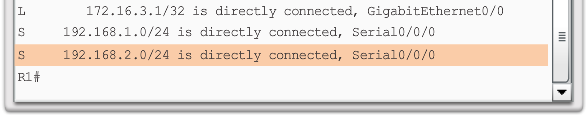 L 172.16.3.1/32 is directly connected, GigabitEthernet0/0
S 192.168.1.0/24 is directly connected, Serial0/0/0
S 192.168.2.0/24 is directly connected, Serial0/0/0
R1#